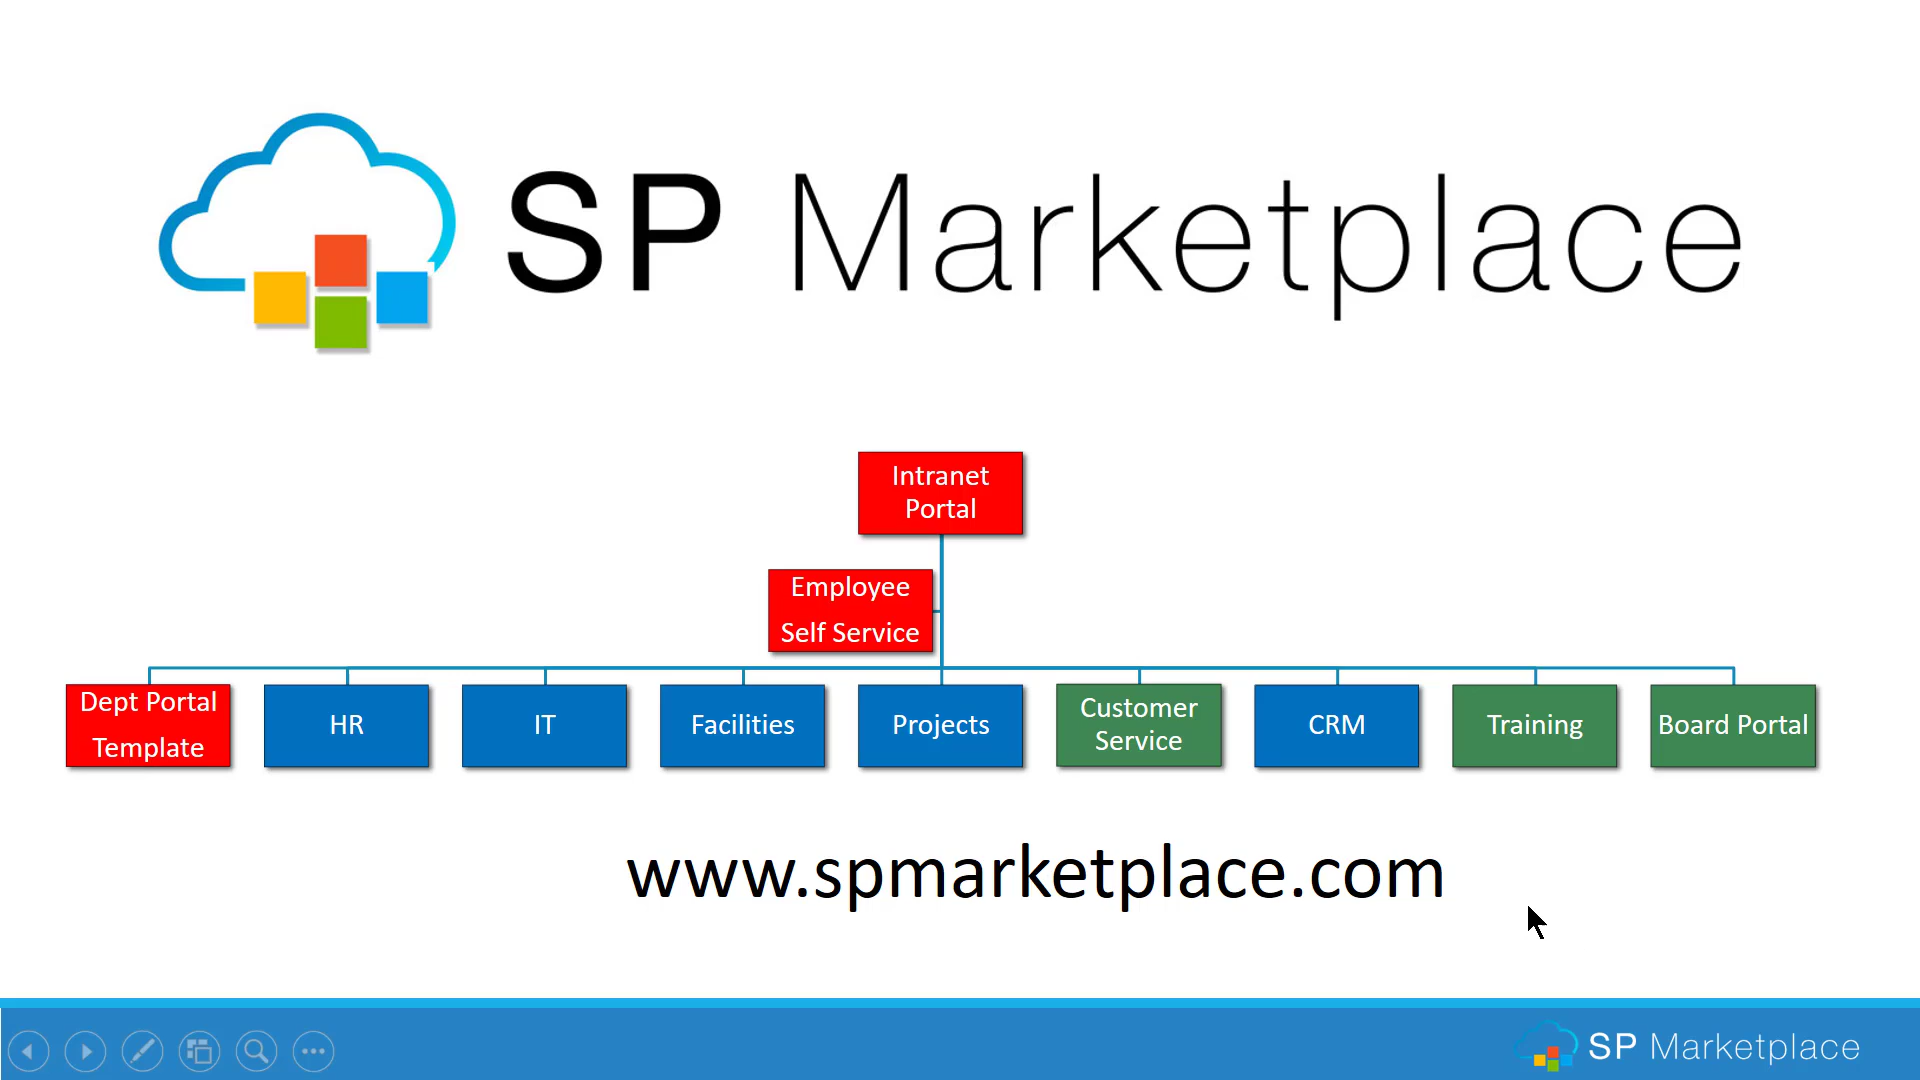 SP Marketplace
Intranet
Portal
Employee
Self Service
Dept Portal
Template
HR
IT
Facilities
Projects
Customer
Service
CRM
Training
Board Portal
www.spmarketplace.com
SP Marketplace